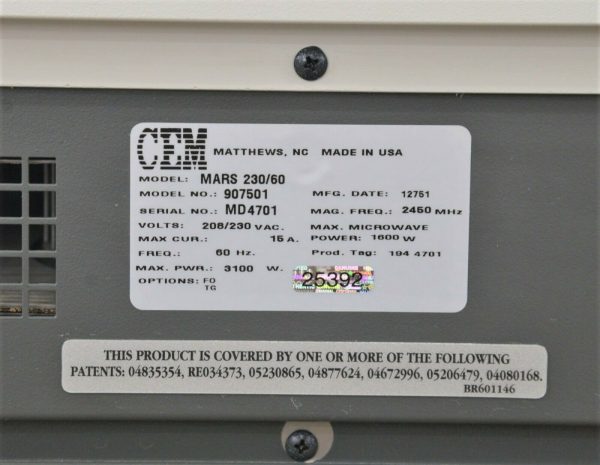 CEM MATTHEWS, NC MADE IN USA
MODEL: MARS 230/60
MODEL NO.: 907501 MFG. DATE: 12751
SERIAL NO.: MD4701 MAG. FREQ.: 2450 MHz
VOLTS: 208/230 VAC. MAX. MICROWAVE
MAX CUR.: 15 A. POWER: 1600 W
FREQ.: 60 Hz. Prod. Tag: 194 4701
MAX. PWR.: 3100 W. 25392
OPTIONS: FO
TG
THIS PRODUCT IS COVERED BY ONE OR MORE OF THE FOLLOWING
PATENTS: 04835354, RE034373, 05230865, 04877624, 04672996, 05206479, 04080168.
BR601146